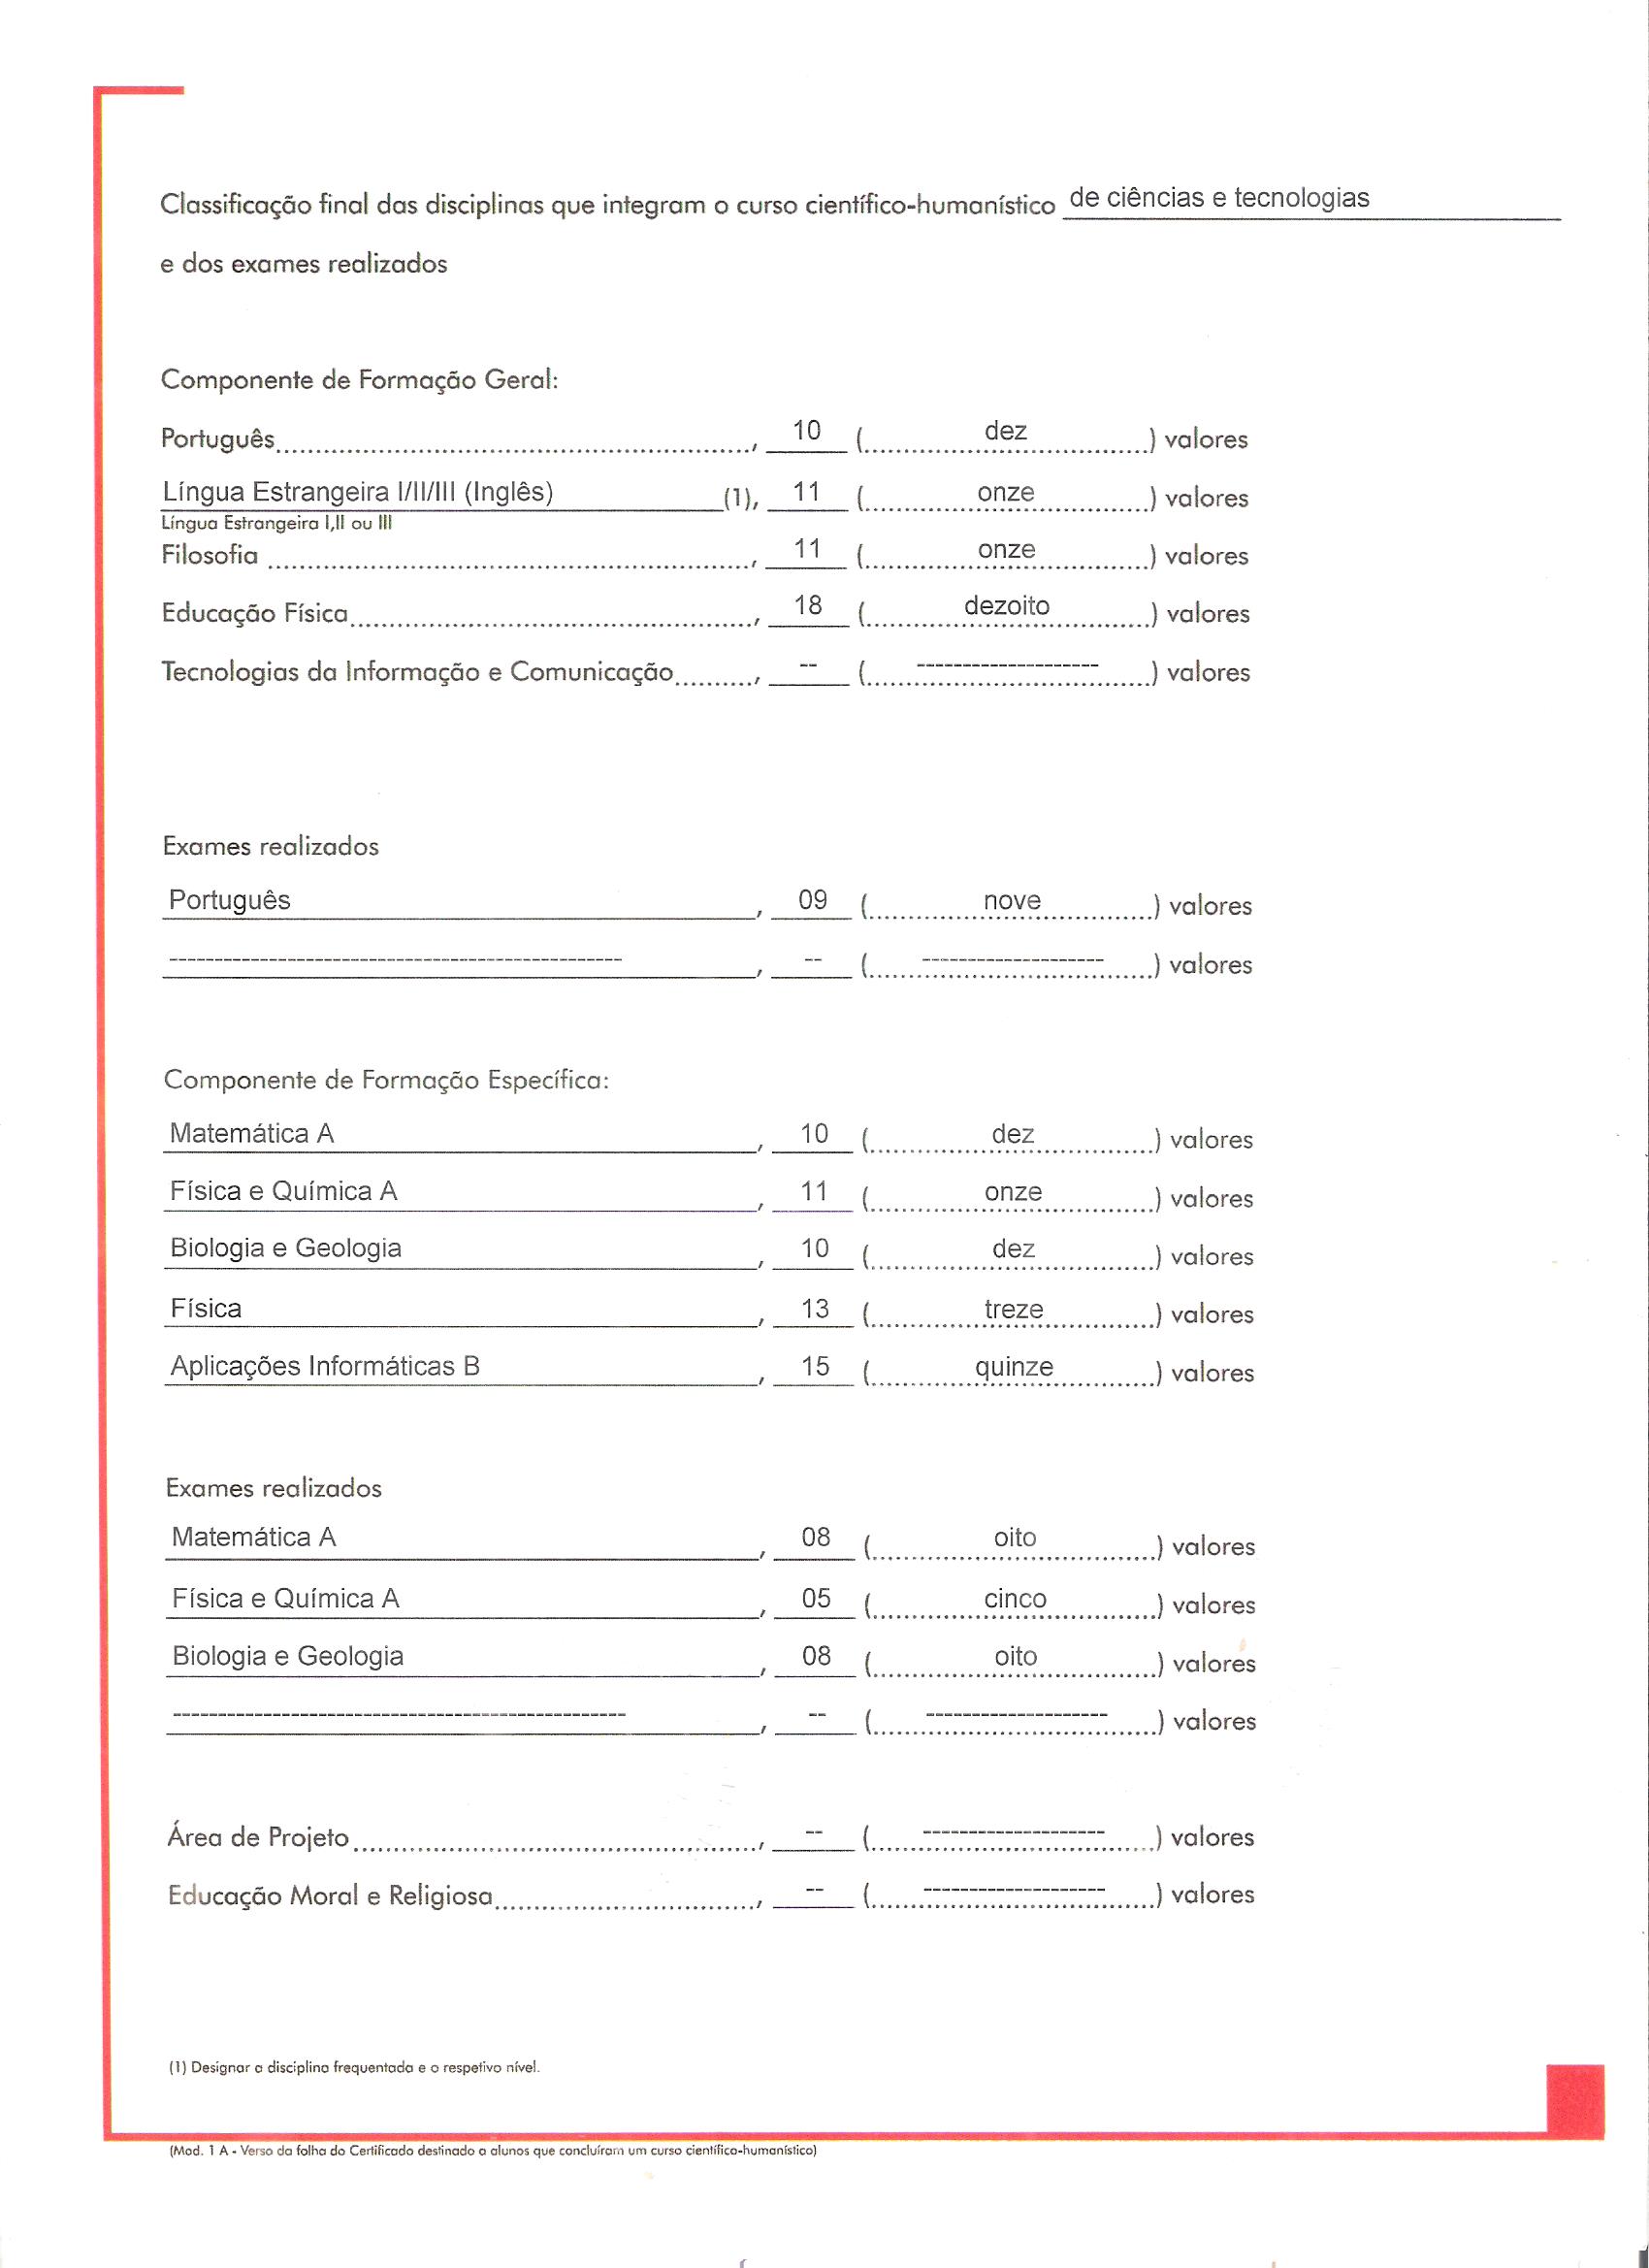 Classificação final das disciplinas que integram o curso científico-humanístico de ciências e tecnologias
e dos exames realizados
Componente de Formação Geral:
Português......................................................, 10 (.............dez.............) valores
Língua Estrangeira I/II/III (Inglês) (1), 11 (.............onze.............) valores
Língua Estrangeira I,II ou III
Filosofia ......................................................, 11 (.............onze.............) valores
Educação Física.............................................., 18 (.............dezoito.............) valores
Tecnologias da Informação e Comunicação........., -- (--------------------) valores
Exames realizados
Português, 09 (.............nove.............) valores
--------------------------------------------------, -- (--------------------) valores
Componente de Formação Específica:
Matemática A, 10 (.............dez.............) valores
Física e Química A, 11 (.............onze.............) valores
Biologia e Geologia, 10 (.............dez.............) valores
Física, 13 (.............treze.............) valores
Aplicações Informáticas B, 15 (.............quinze.............) valores
Exames realizados
Matemática A, 08 (.............oito.............) valores
Física e Química A, 05 (.............cinco.............) valores
Biologia e Geologia, 08 (.............oito.............) valores
--------------------------------------------------, -- (--------------------) valores
Área de Projeto.............................................., -- (--------------------) valores
Educação Moral e Religiosa.............................., -- (--------------------) valores
(1) Designar a disciplina frequentada e o respetivo nível.
(Mod. 1 A - Verso da folha do Certificado destinado a alunos que concluíram um curso científico-humanístico)